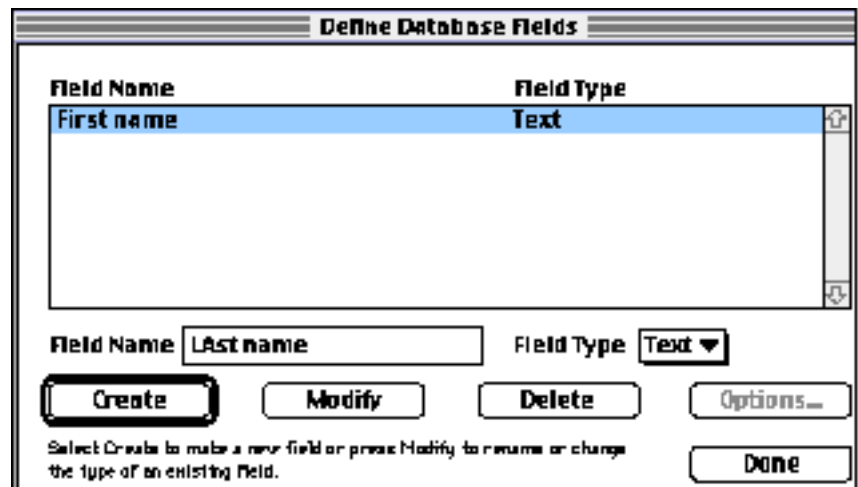 Define Database Fields
Field Name Field Type
First name Text
Field Name LAst name Field Type Text
Create Modify Delete Options...
Select Create to make a new field or press Modify to rename or change
the type of an existing field.
Done